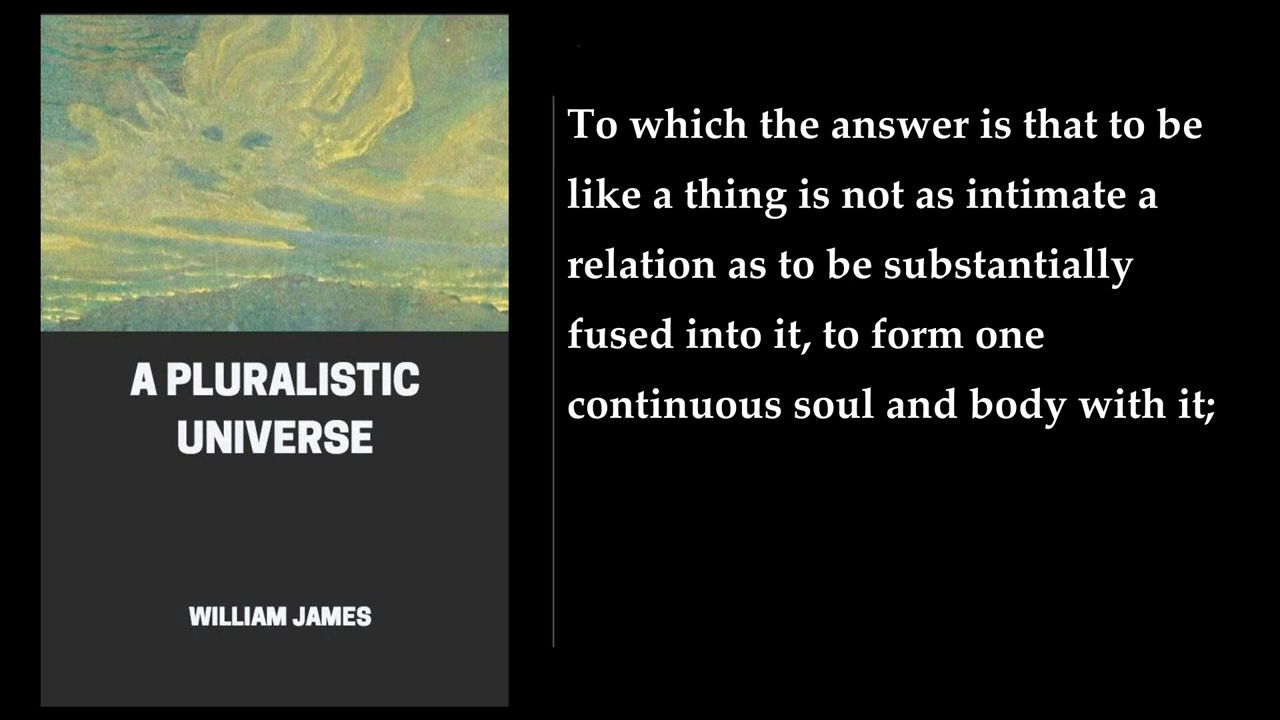 A PLURALISTIC
UNIVERSE
WILLIAM JAMES
To which the answer is that to be
like a thing is not as intimate a
relation as to be substantially
fused into it, to form one
continuous soul and body with it;